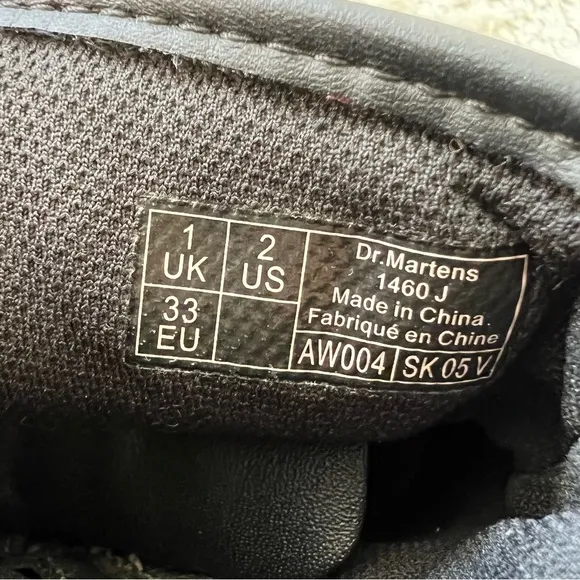 1
UK
2
US
33
EU
Dr.Martens
1460 J
Made in China
Fabriqué en Chine
AW004
SK 05 V